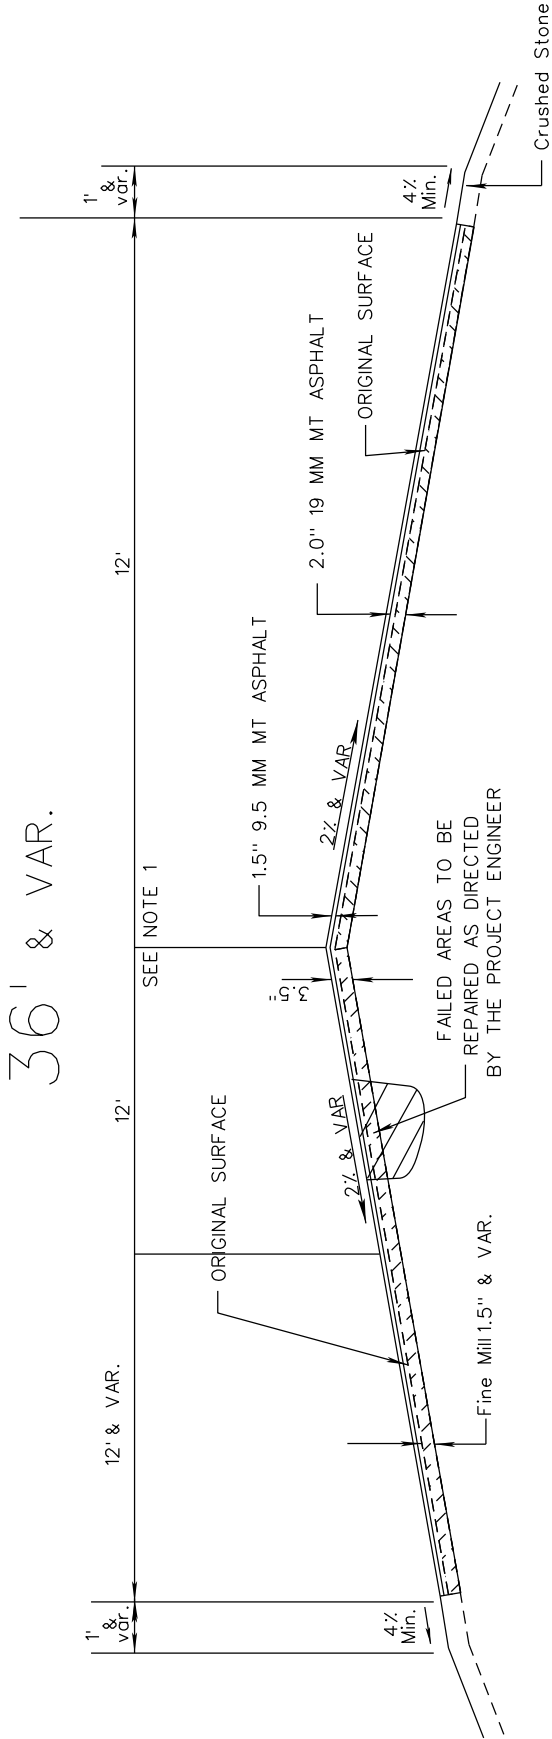 36' & VAR.
1'
&
var.
12' & VAR.
12'
12'
1'
&
var.
SEE NOTE 1
4%
Min.
ORIGINAL SURFACE
2% & VAR
3.5"
1.5" 9.5 MM MT ASPHALT
2% & VAR
2.0" 19 MM MT ASPHALT
ORIGINAL SURFACE
4%
Min.
Fine Mill 1.5" & VAR.
FAILED AREAS TO BE
REPAIRED AS DIRECTED
BY THE PROJECT ENGINEER
Crushed Stone